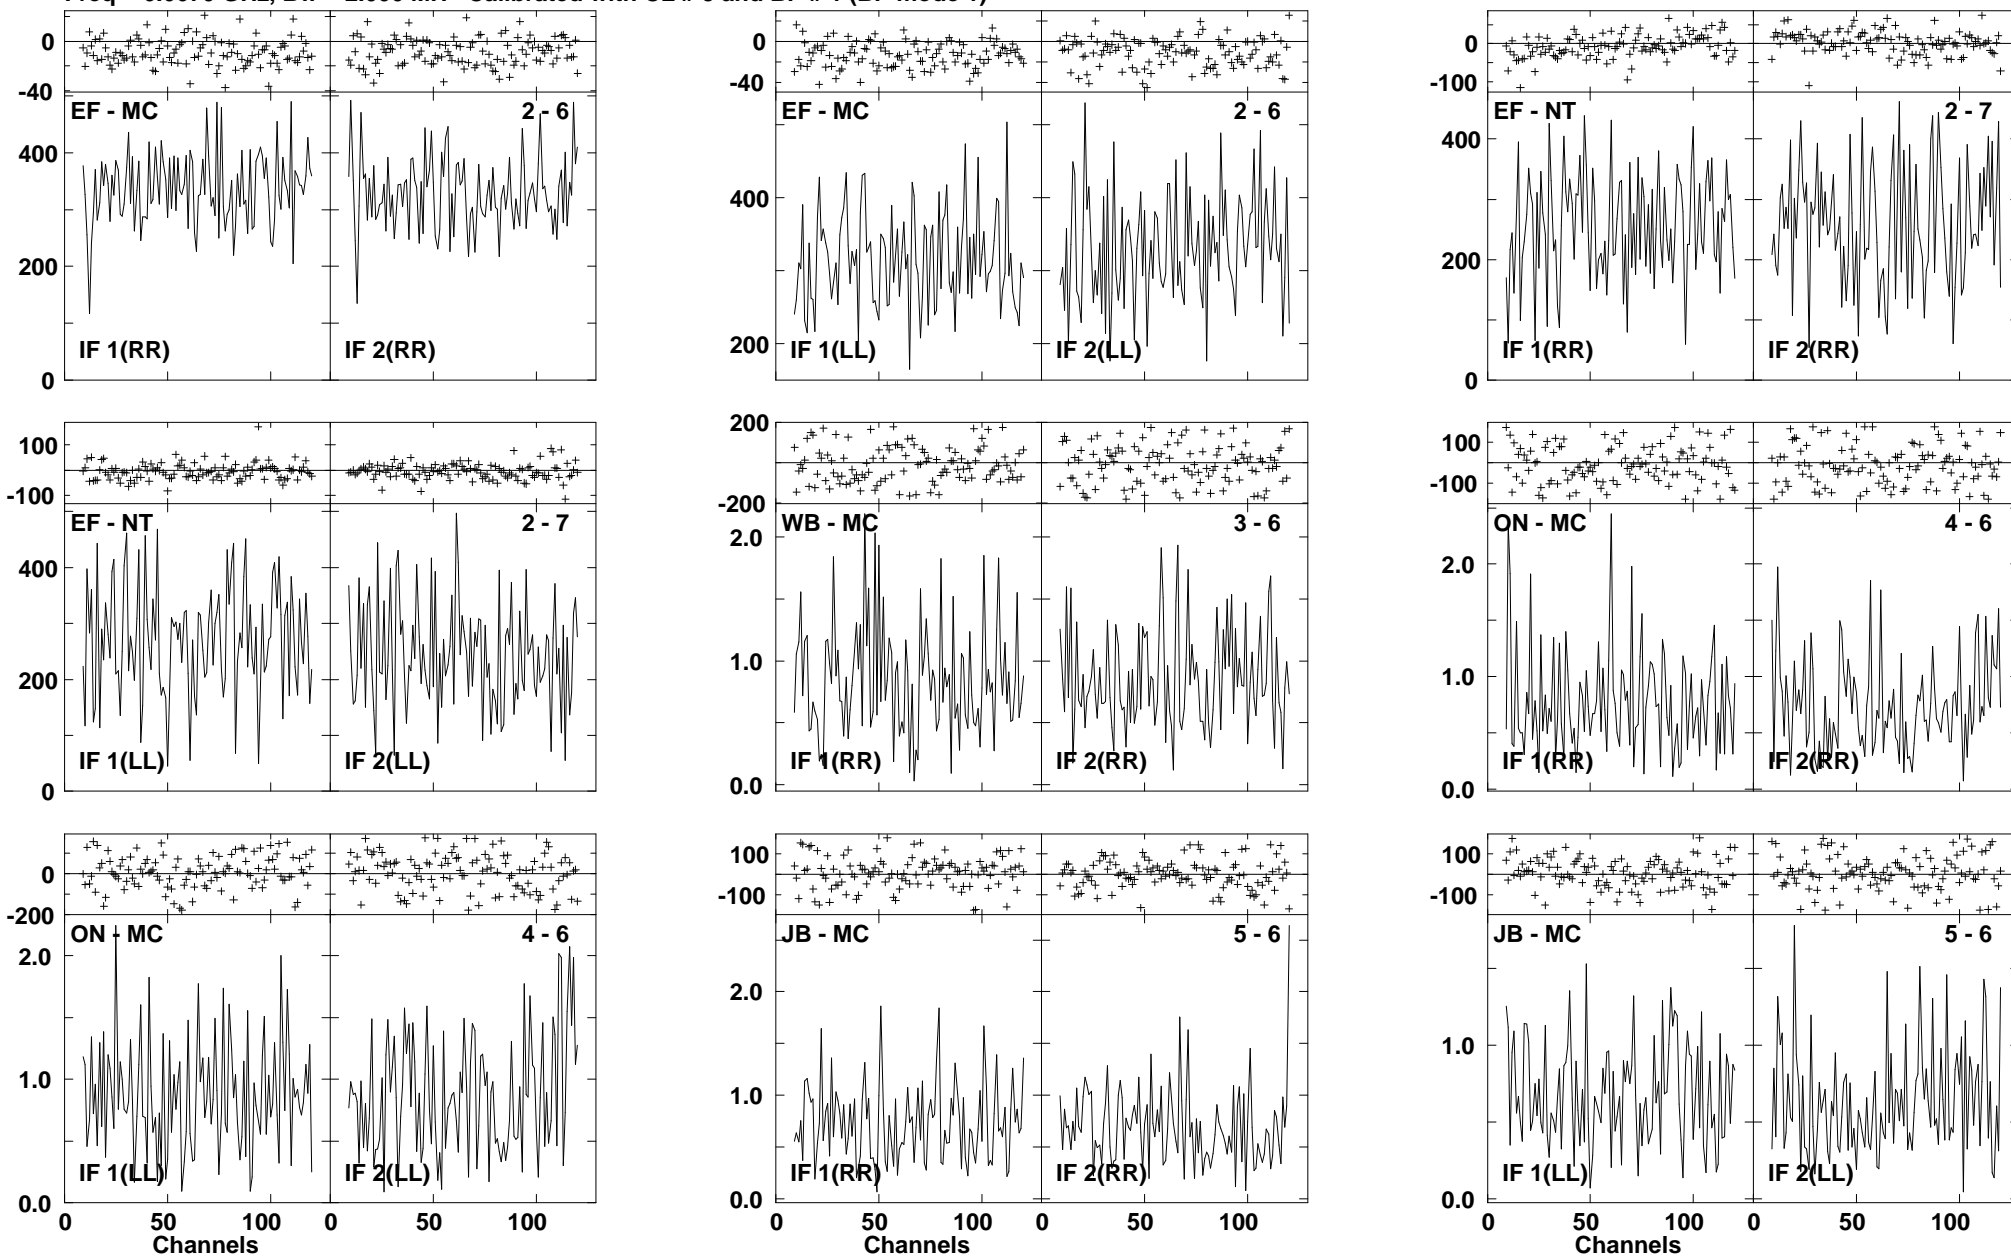 0
-40
EF - MC
2 - 6
400
200
0
IF 1(RR)
IF 2(RR)
0
-40
EF - MC
2 - 6
400
200
IF 1(LL)
IF 2(LL)
0
-100
EF - NT
2 - 7
400
200
0
IF 1(RR)
IF 2(RR)
100
-100
EF - NT
2 - 7
400
200
0
IF 1(LL)
IF 2(LL)
200
-200
WB - MC
3 - 6
2.0
1.0
0.0
IF 1(RR)
IF 2(RR)
100
-100
ON - MC
4 - 6
2.0
1.0
0.0
IF 1(RR)
IF 2(RR)
0
-200
ON - MC
4 - 6
2.0
1.0
0.0
IF 1(LL)
IF 2(LL)
0 50 100 0 50 100
Channels
100
-100
JB - MC
5 - 6
2.0
1.0
0.0
IF 1(RR)
IF 2(RR)
0 50 100 0 50 100
Channels
100
-100
JB - MC
5 - 6
1.0
0.0
IF 1(LL)
IF 2(LL)
0 50 100 0 50 100
Channels